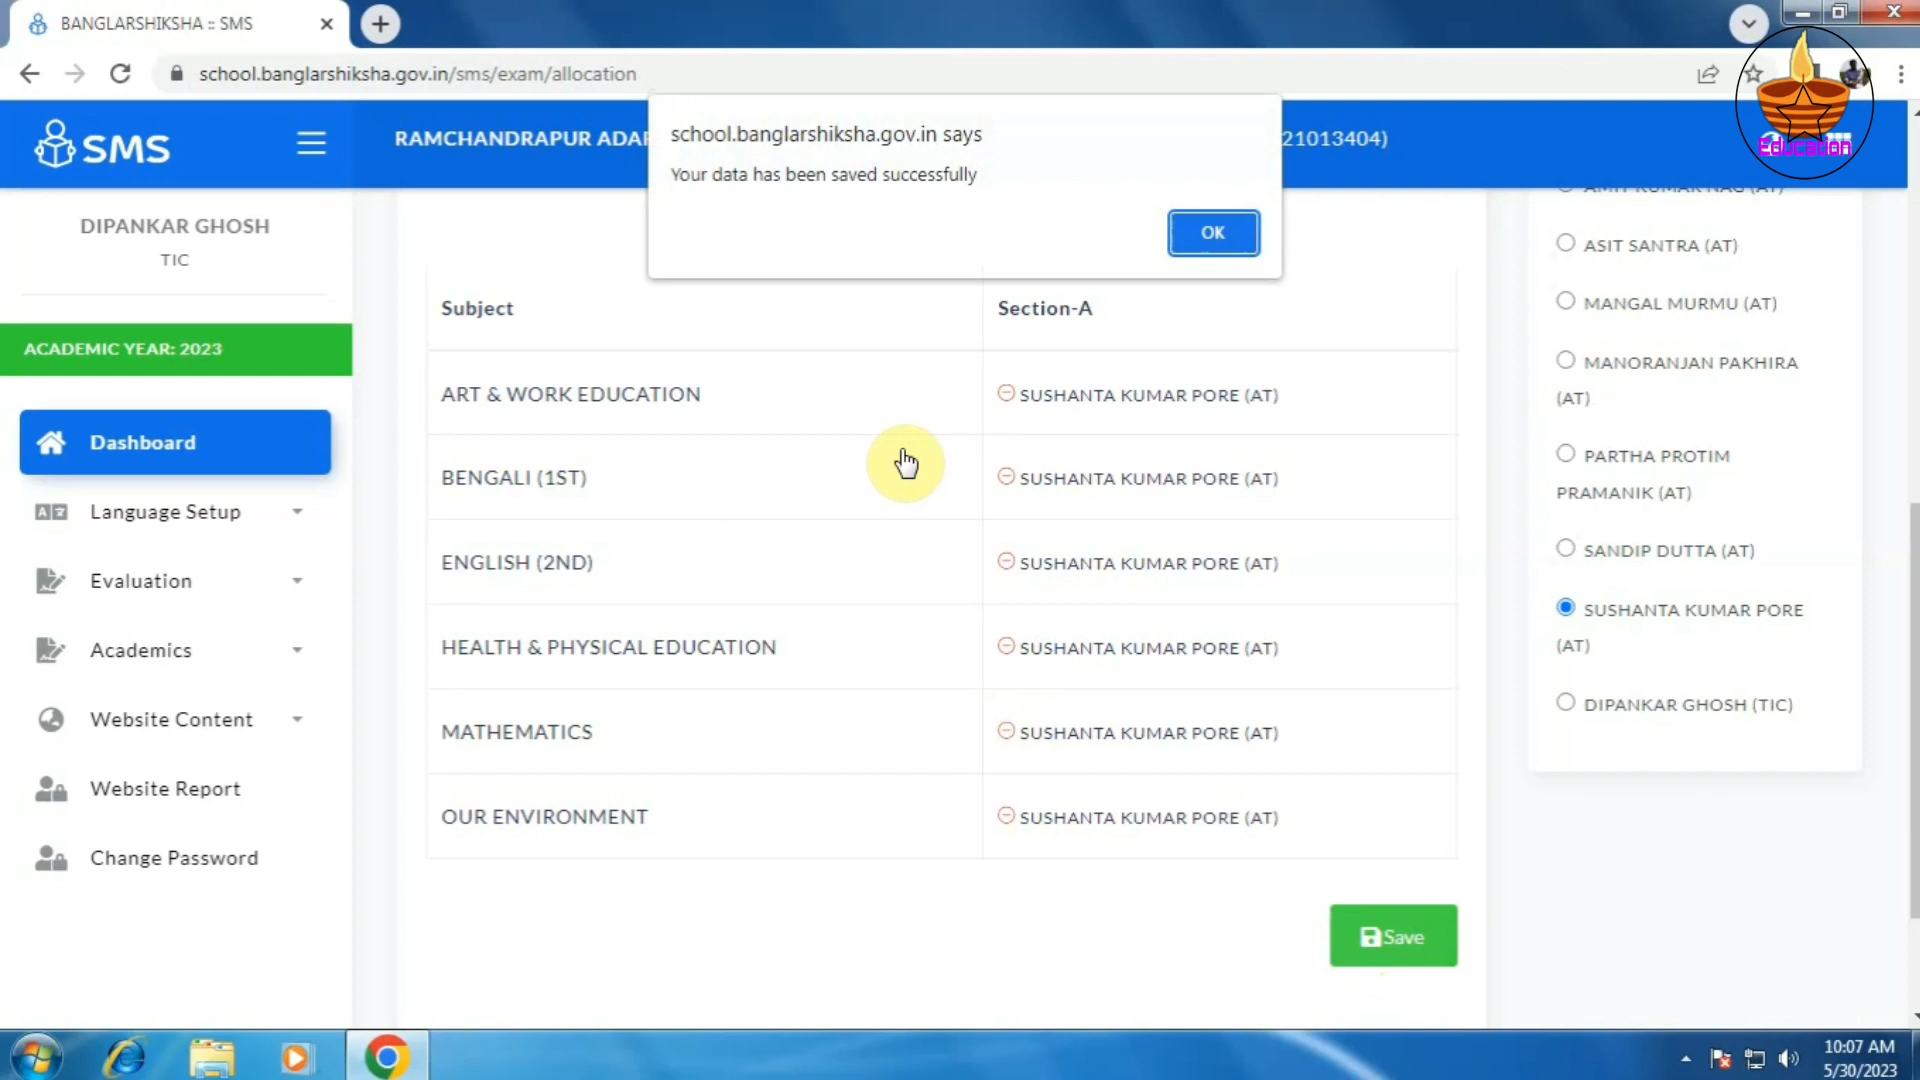 BANGLARSHIKSHA :: SMS
school.banglarshiksha.gov.in/sms/exam/allocation
SMS
RAMCHANDRAPUR
21013404)
Education
school.banglarshiksha.gov.in says
Your data has been saved successfully
OK
DIPANKAR GHOSH
TIC
ACADEMIC YEAR: 2023
Dashboard
Language Setup
Evaluation
Academics
Website Content
Website Report
Change Password
Subject Section-A
ART & WORK EDUCATION SUSHANTA KUMAR PORE (AT)
BENGALI (1ST) SUSHANTA KUMAR PORE (AT)
ENGLISH (2ND) SUSHANTA KUMAR PORE (AT)
HEALTH & PHYSICAL EDUCATION SUSHANTA KUMAR PORE (AT)
MATHEMATICS SUSHANTA KUMAR PORE (AT)
OUR ENVIRONMENT SUSHANTA KUMAR PORE (AT)
Save
AMIT KUMAR NAG (AT)
ASIT SANTRA (AT)
MANGAL MURMU (AT)
MANORANJAN PAKHIRA
(AT)
PARTHA PROTIM
PRAMANIK (AT)
SANDIP DUTTA (AT)
SUSHANTA KUMAR PORE
(AT)
DIPANKAR GHOSH (TIC)
10:07 AM
5/30/2023